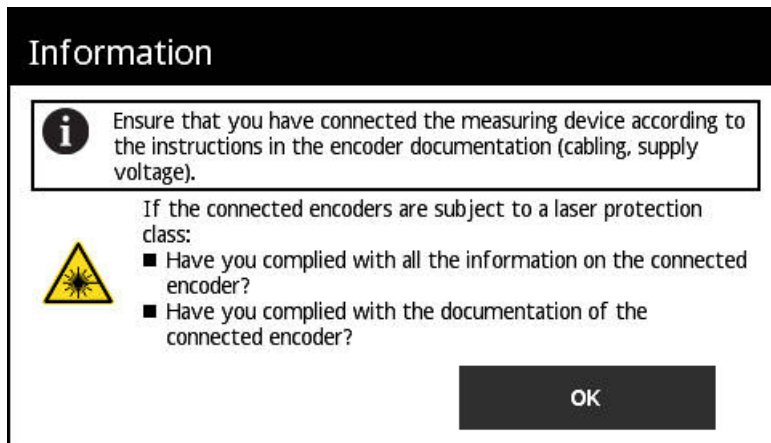 Information
Ensure that you have connected the measuring device according to
the instructions in the encoder documentation (cabling, supply
voltage).
If the connected encoders are subject to a laser protection
class:
■ Have you complied with all the information on the connected
encoder?
■ Have you complied with the documentation of the
connected encoder?
OK